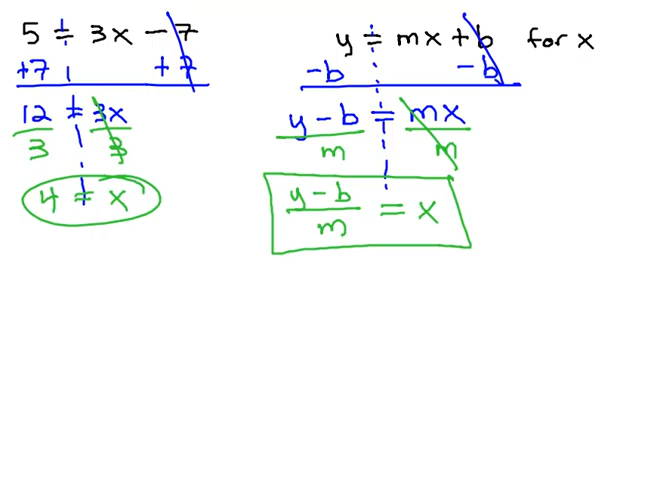 5 = 3x - 7
+7 +7
12 = 3x
3 3
4 = x
y = mx + b for x
-b -b
y - b = mx
m m
y - b
m
= x